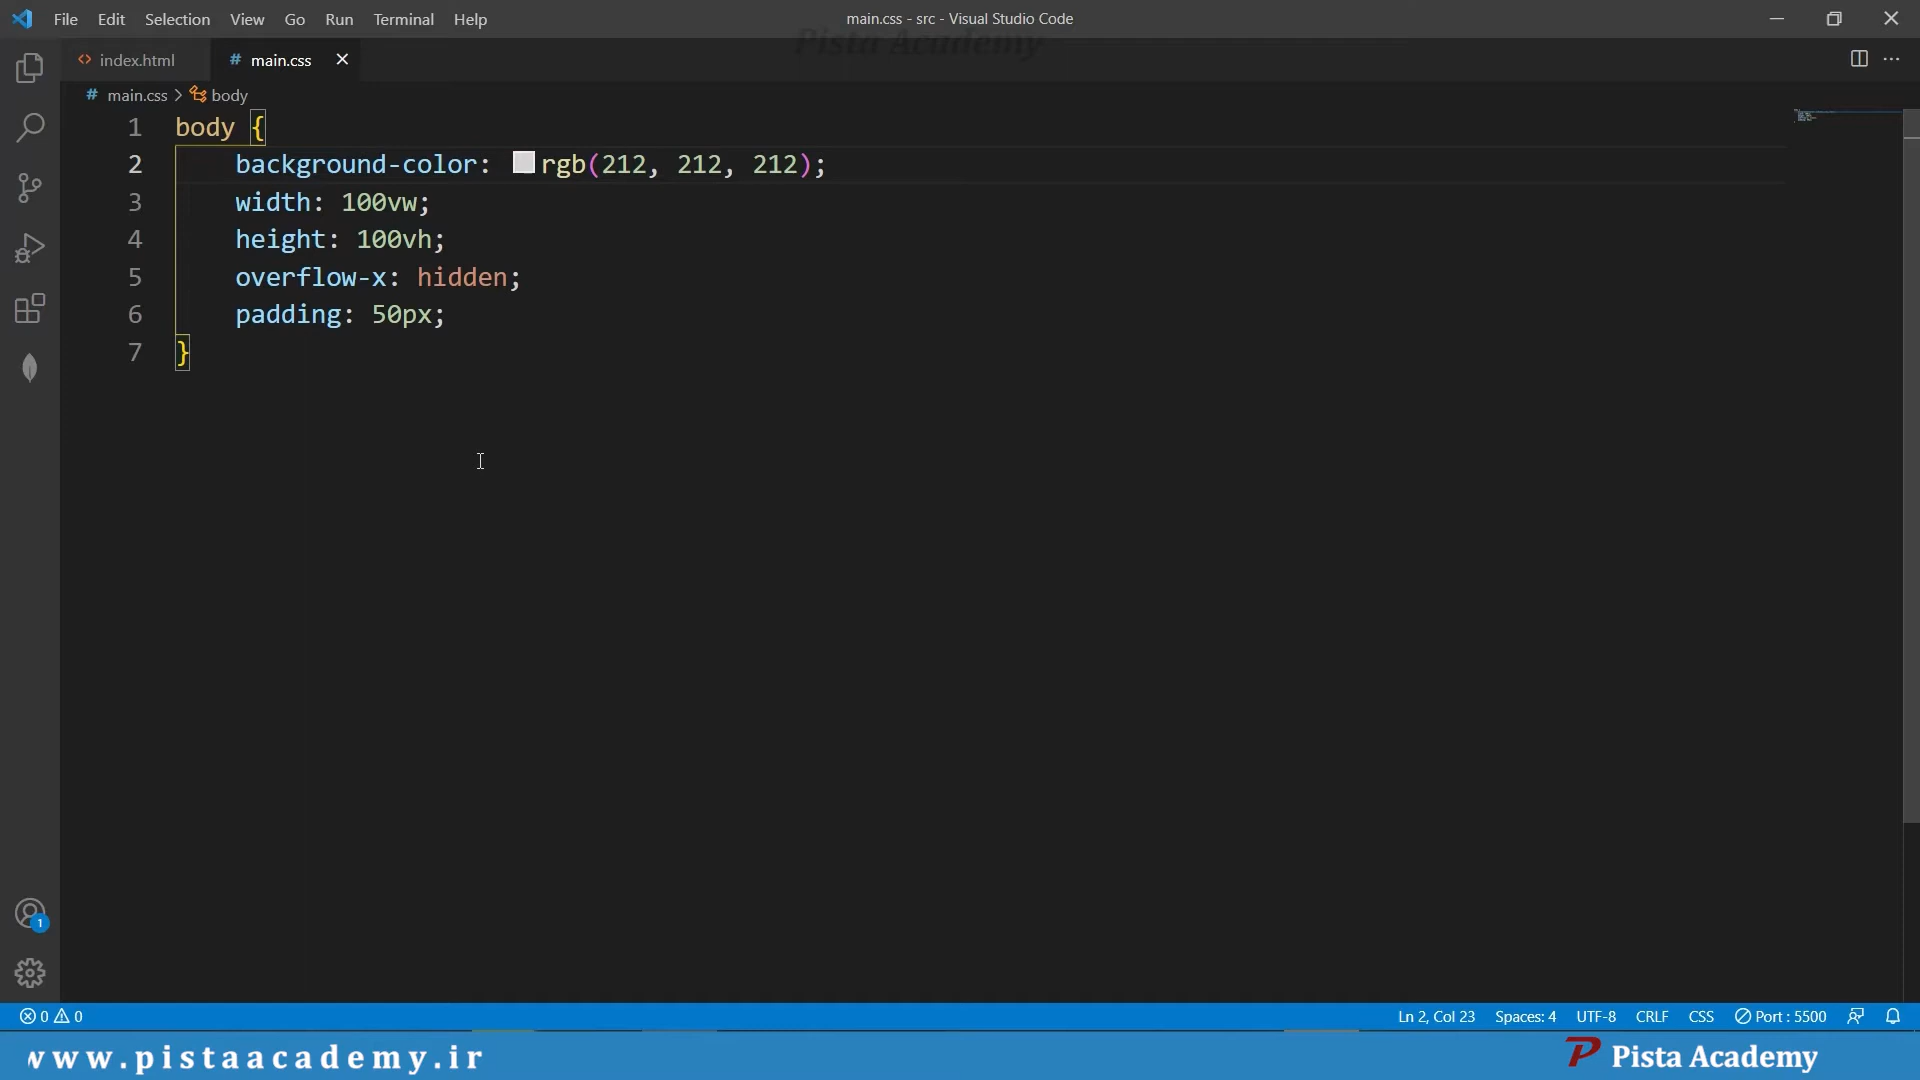 File Edit Selection View Go Run Terminal Help
main.css - src - Visual Studio Code
Pista Academy
index.html
# main.css
# main.css > body
1 body {
2 background-color: rgb(212, 212, 212);
3 width: 100vw;
4 height: 100vh;
5 overflow-x: hidden;
6 padding: 50px;
7 }
1
0 0
Ln 2, Col 23 Spaces: 4 UTF-8 CRLF CSS Port : 5500
www.pistaacademy.ir
Pista Academy